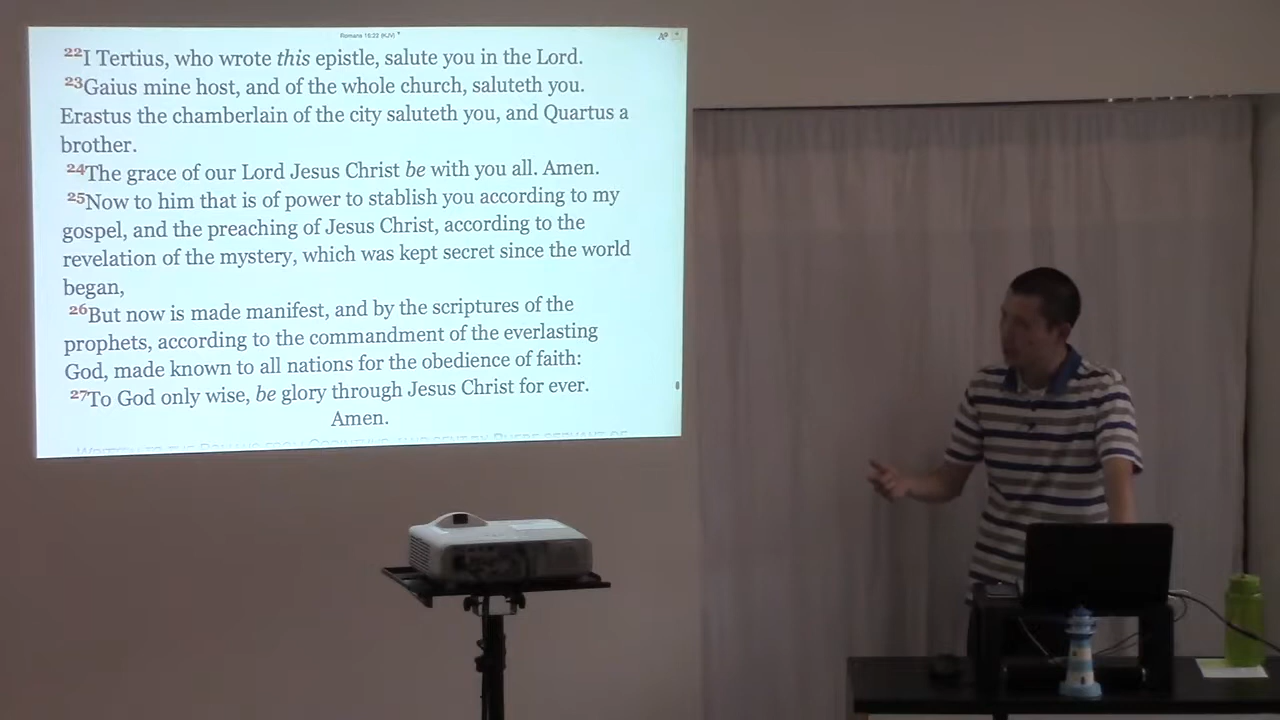 Romans 16:22 (KJV)
22I Tertius, who wrote this epistle, salute you in the Lord.
23Gaius mine host, and of the whole church, saluteth you.
Erastus the chamberlain of the city saluteth you, and Quartus a
brother.
24The grace of our Lord Jesus Christ be with you all. Amen.
25Now to him that is of power to stablish you according to my
gospel, and the preaching of Jesus Christ, according to the
revelation of the mystery, which was kept secret since the world
began,
26But now is made manifest, and by the scriptures of the
prophets, according to the commandment of the everlasting
God, made known to all nations for the obedience of faith:
27To God only wise, be glory through Jesus Christ for ever.
Amen.